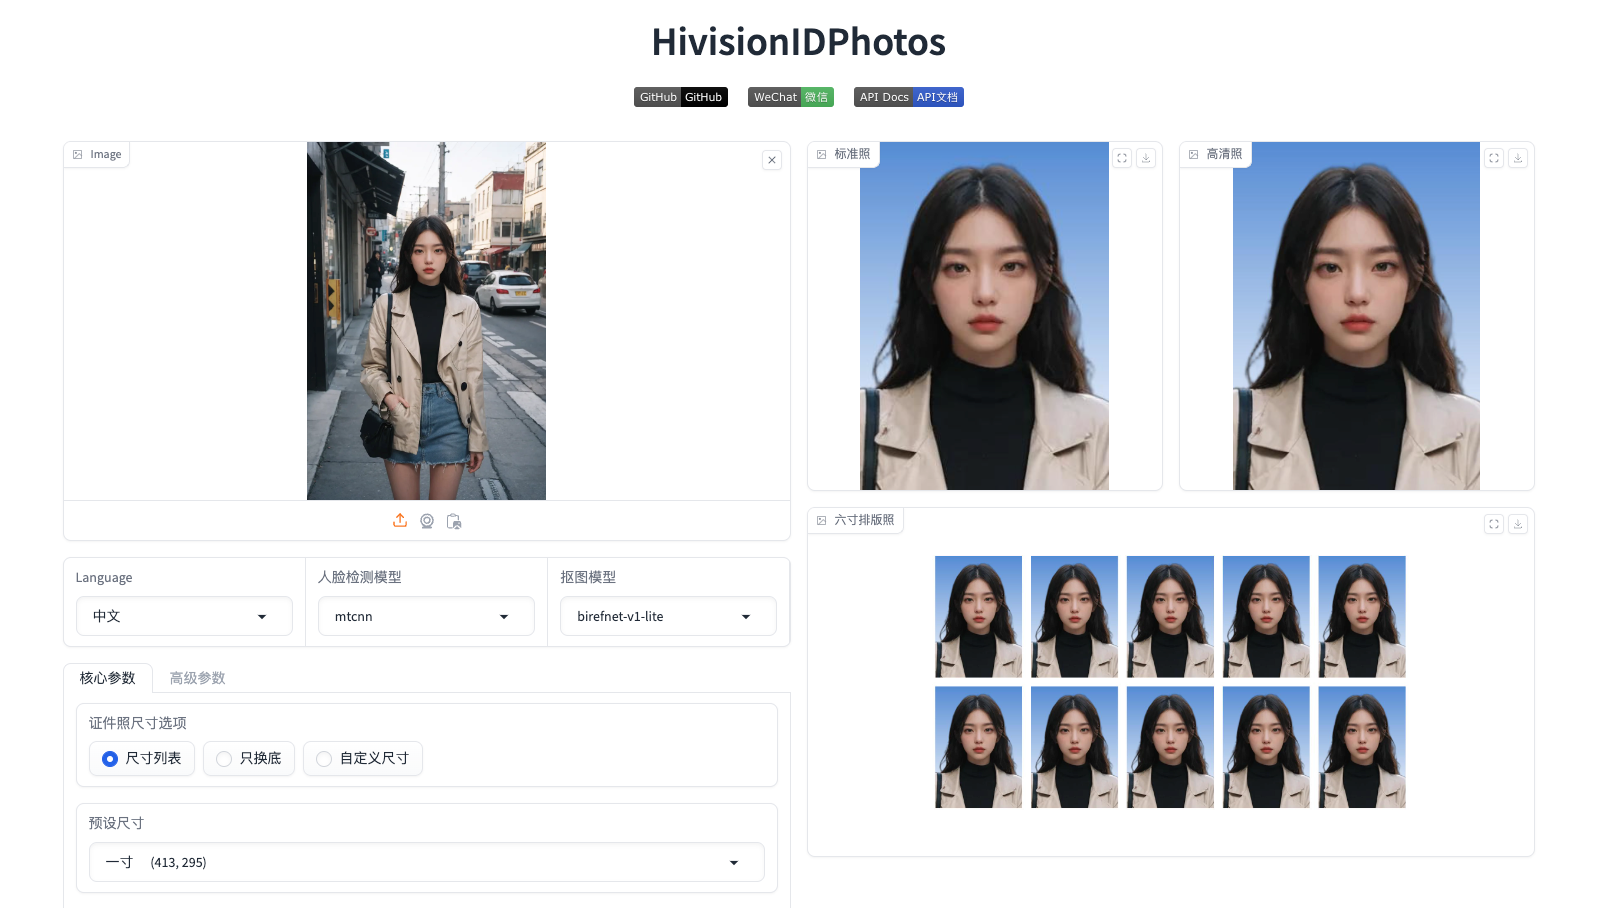 HivisionIDPhotos
GitHub GitHub
WeChat 微信
API Docs API文档
Image
标准照
高清照
六寸排版照
Language
中文
人脸检测模型
mtcnn
抠图模型
birefnet-v1-lite
核心参数
高级参数
证件照尺寸选项
尺寸列表
只换底
自定义尺寸
预设尺寸
一寸 (413, 295)